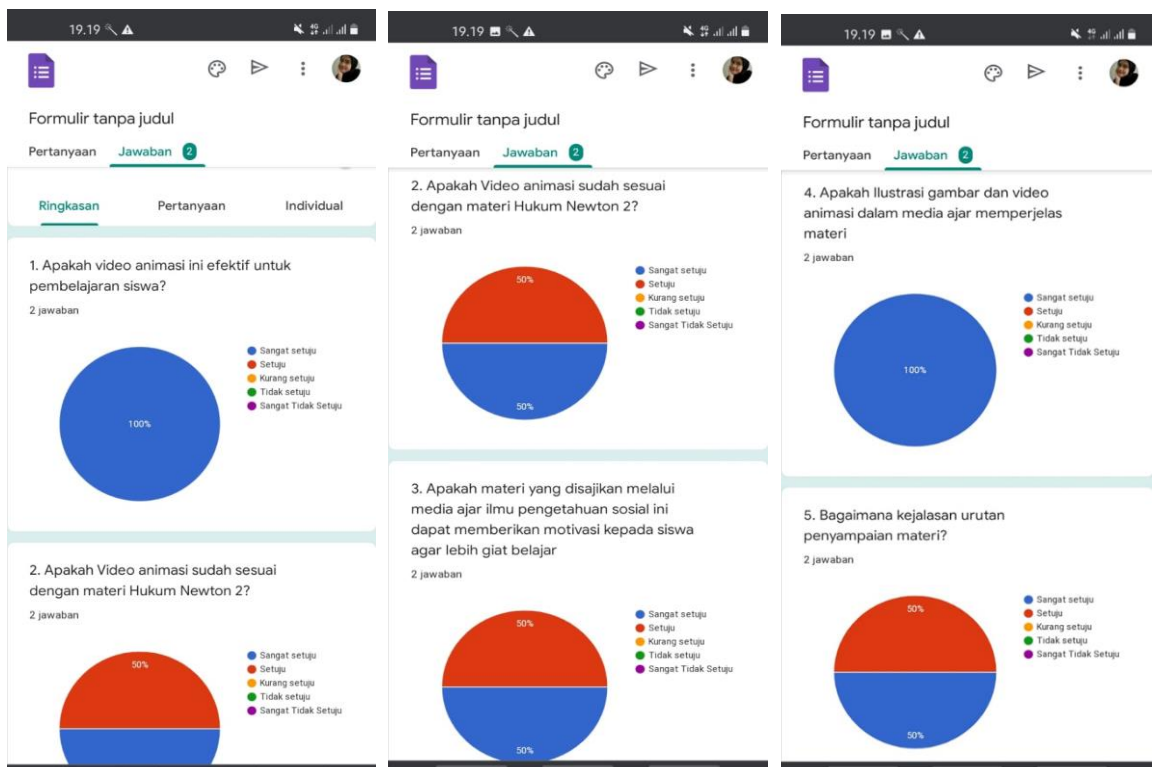 19.19
Formulir tanpa judul
Pertanyaan Jawaban 2
Ringkasan Pertanyaan Individual
1. Apakah video animasi ini efektif untuk
pembelajaran siswa?
2 jawaban
100%
Sangat setuju
Setuju
Kurang setuju
Tidak setuju
Sangat Tidak Setuju
2. Apakah Video animasi sudah sesuai
dengan materi Hukum Newton 2?
2 jawaban
50%
Sangat setuju
Setuju
Kurang setuju
Tidak setuju
Sangat Tidak Setuju
19.19
Formulir tanpa judul
Pertanyaan Jawaban 2
2. Apakah Video animasi sudah sesuai
dengan materi Hukum Newton 2?
2 jawaban
50%
50%
Sangat setuju
Setuju
Kurang setuju
Tidak setuju
Sangat Tidak Setuju
3. Apakah materi yang disajikan melalui
media ajar ilmu pengetahuan sosial ini
dapat memberikan motivasi kepada siswa
agar lebih giat belajar
2 jawaban
50%
50%
Sangat setuju
Setuju
Kurang setuju
Tidak setuju
Sangat Tidak Setuju
19.19
Formulir tanpa judul
Pertanyaan Jawaban 2
4. Apakah Ilustrasi gambar dan video
animasi dalam media ajar memperjelas
materi
2 jawaban
100%
Sangat setuju
Setuju
Kurang setuju
Tidak setuju
Sangat Tidak Setuju
5. Bagaimana kejalasan urutan
penyampaian materi?
2 jawaban
50%
50%
Sangat setuju
Setuju
Kurang setuju
Tidak setuju
Sangat Tidak Setuju